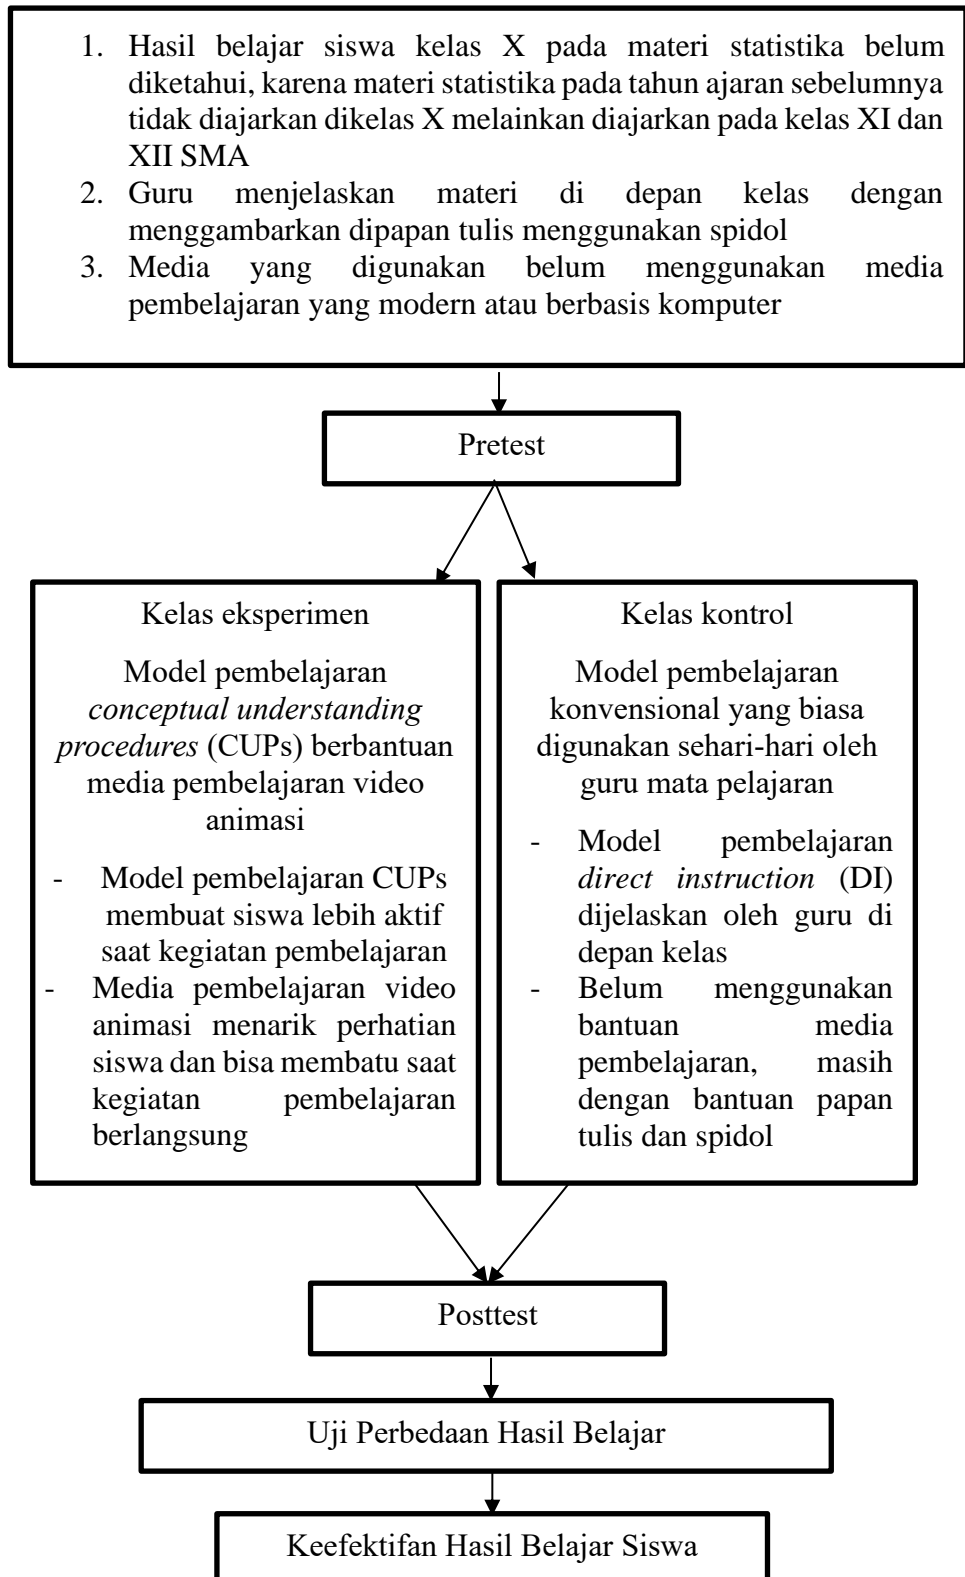 1. Hasil belajar siswa kelas X pada materi statistika belum
diketahui, karena materi statistika pada tahun ajaran sebelumnya
tidak diajarkan dikelas X melainkan diajarkan pada kelas XI dan
XII SMA
2. Guru menjelaskan materi di depan kelas dengan
menggambarkan dipapan tulis menggunakan spidol
3. Media yang digunakan belum menggunakan media
pembelajaran yang modern atau berbasis komputer
Pretest
Kelas eksperimen
Model pembelajaran
conceptual understanding
procedures (CUPs) berbantuan
media pembelajaran video
animasi
- Model pembelajaran CUPs
membuat siswa lebih aktif
saat kegiatan pembelajaran
- Media pembelajaran video
animasi menarik perhatian
siswa dan bisa membatu saat
kegiatan pembelajaran
berlangsung
Kelas kontrol
Model pembelajaran
konvensional yang biasa
digunakan sehari-hari oleh
guru mata pelajaran
- Model pembelajaran
direct instruction (DI)
dijelaskan oleh guru di
depan kelas
- Belum menggunakan
bantuan media
pembelajaran, masih
dengan bantuan papan
tulis dan spidol
Posttest
Uji Perbedaan Hasil Belajar
Keefektifan Hasil Belajar Siswa